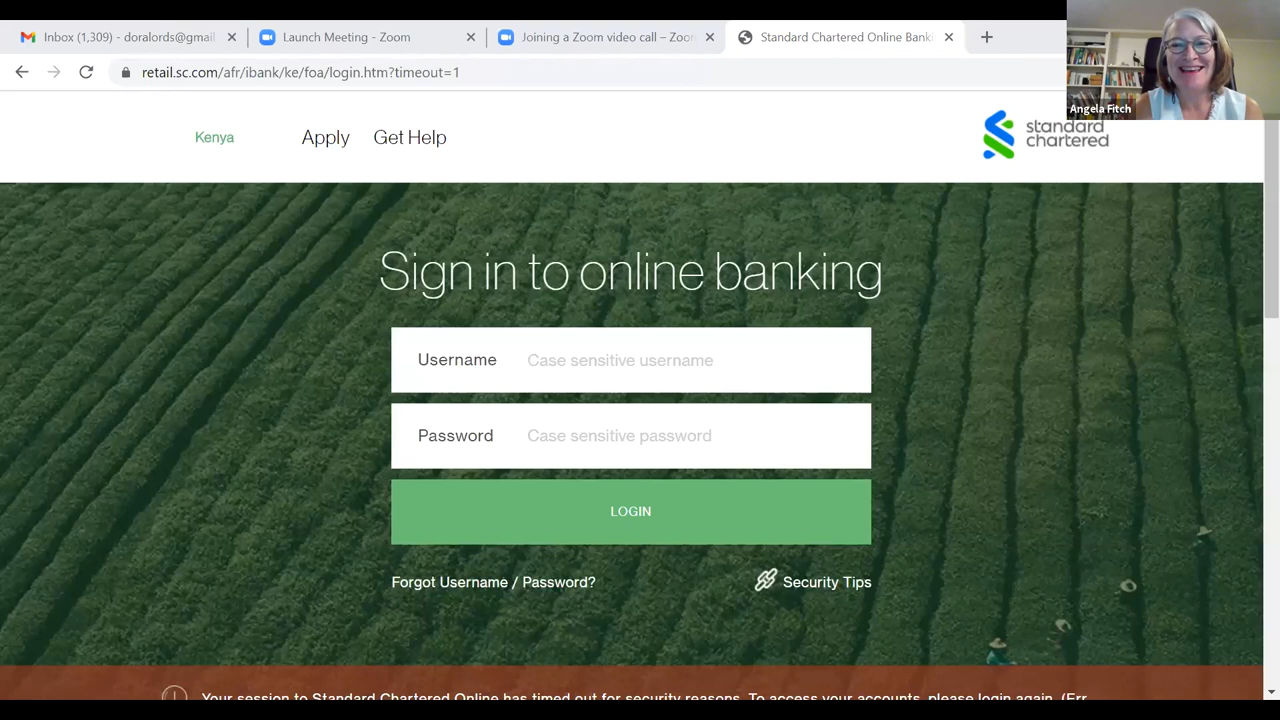 Inbox (1,309) - doralords@gmail
Launch Meeting - Zoom
Joining a Zoom video call – Zoo
Standard Chartered Online Banki
retail.sc.com/afr/ibank/ke/foa/login.htm?timeout=1
Angela Fitch
Kenya
Apply
Get Help
standard
chartered
Sign in to online banking
Username
Case sensitive username
Password
Case sensitive password
LOGIN
Forgot Username / Password?
Security Tips
Your session to Standard Chartered Online has timed out for security reasons. To access your accounts, please login again. (Err